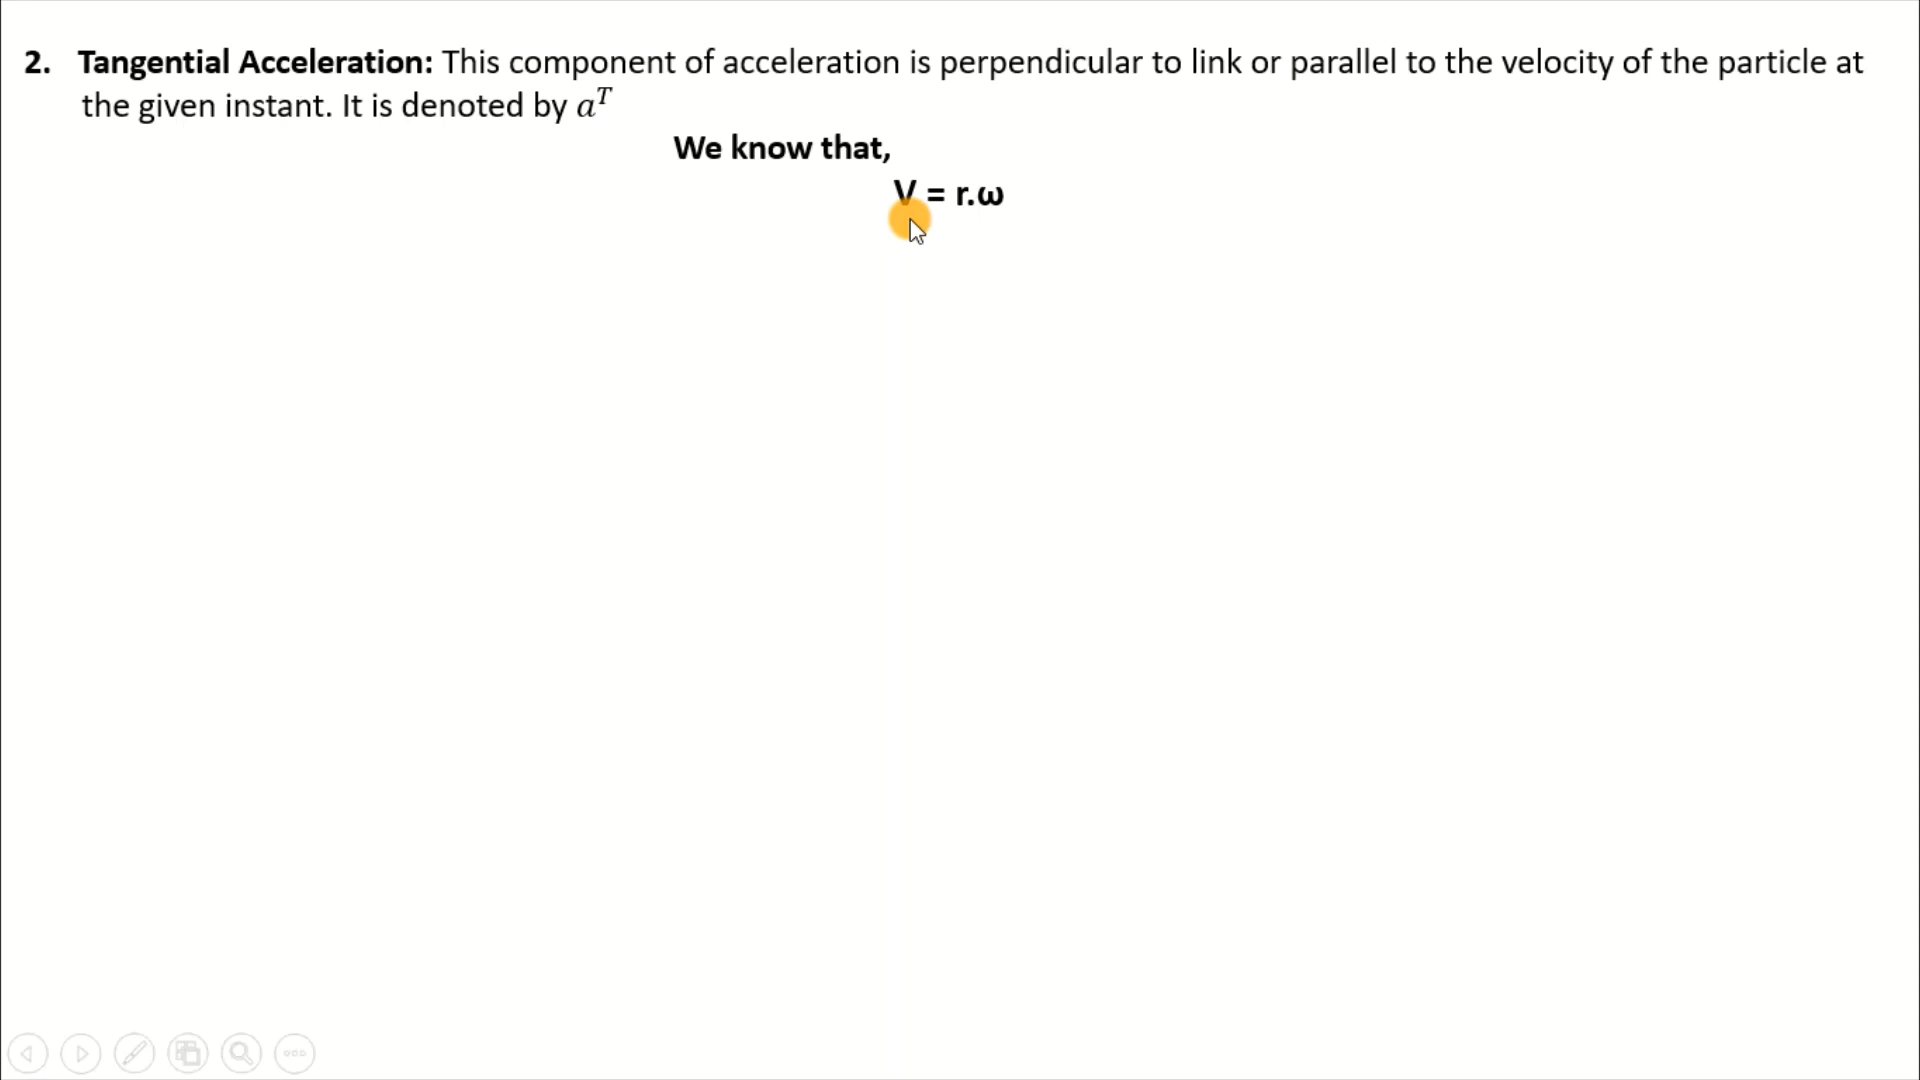 2. Tangential Acceleration: This component of acceleration is perpendicular to link or parallel to the velocity of the particle at
the given instant. It is denoted by a^T
We know that,
V = r.ω